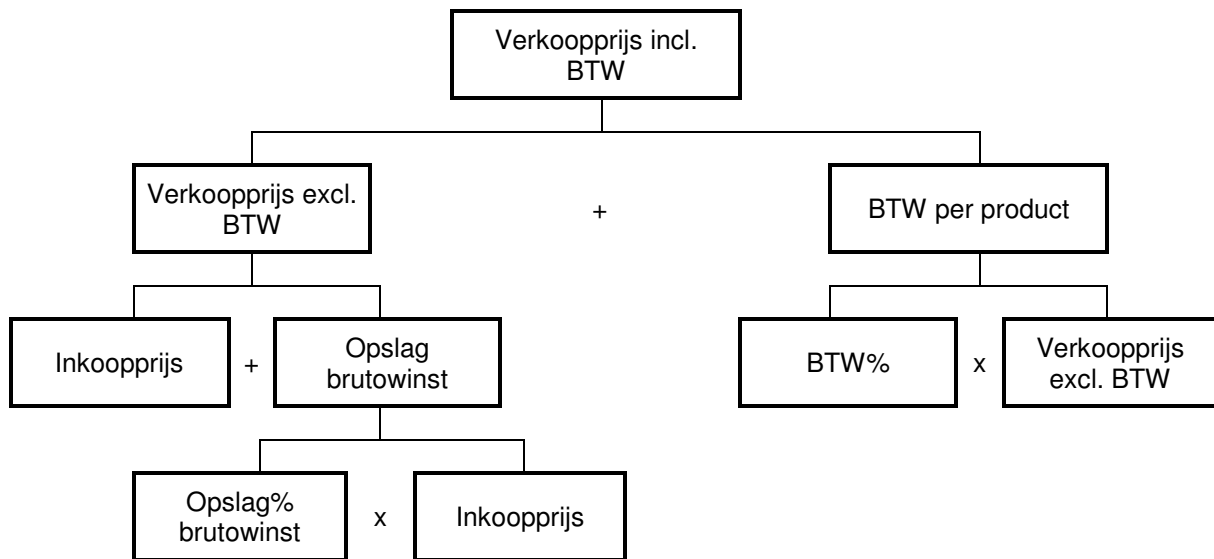 Verkoopprijs incl.
BTW
Verkoopprijs excl.
BTW
+
BTW per product
Inkoopprijs
+
Opslag
brutowinst
BTW%
x
Verkoopprijs
excl. BTW
Opslag%
brutowinst
x
Inkoopprijs